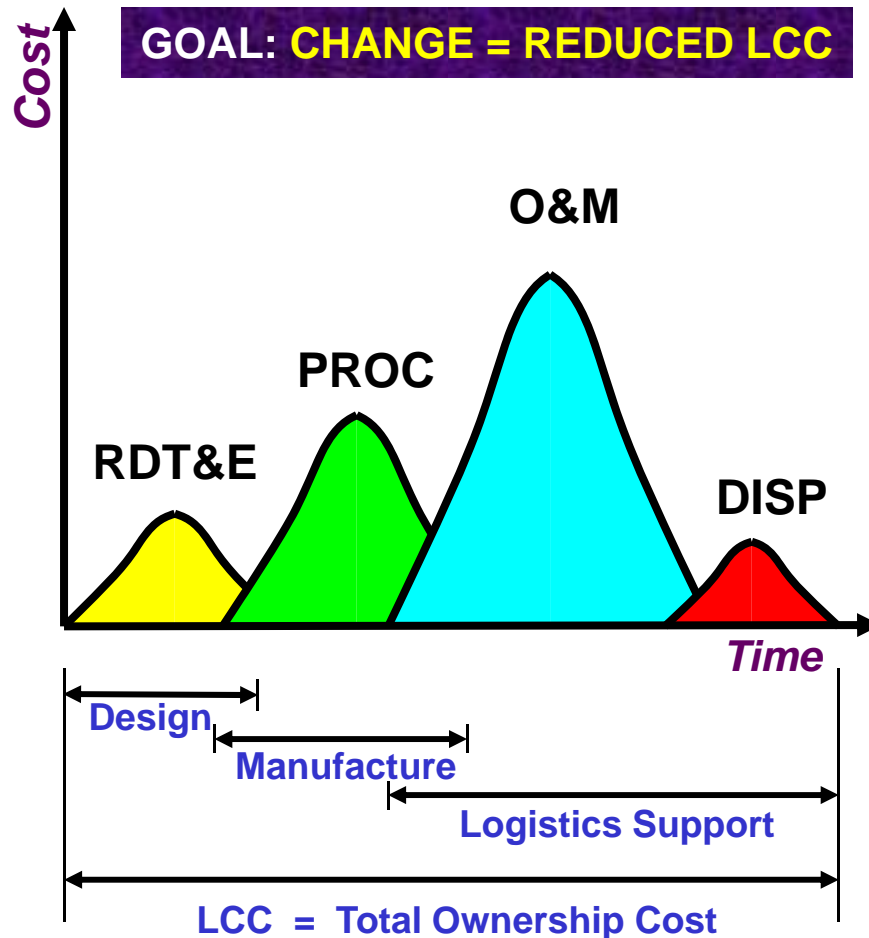 Cost
GOAL: CHANGE = REDUCED LCC
O&M
PROC
RDT&E
DISP
Time
Design
Manufacture
Logistics Support
LCC = Total Ownership Cost